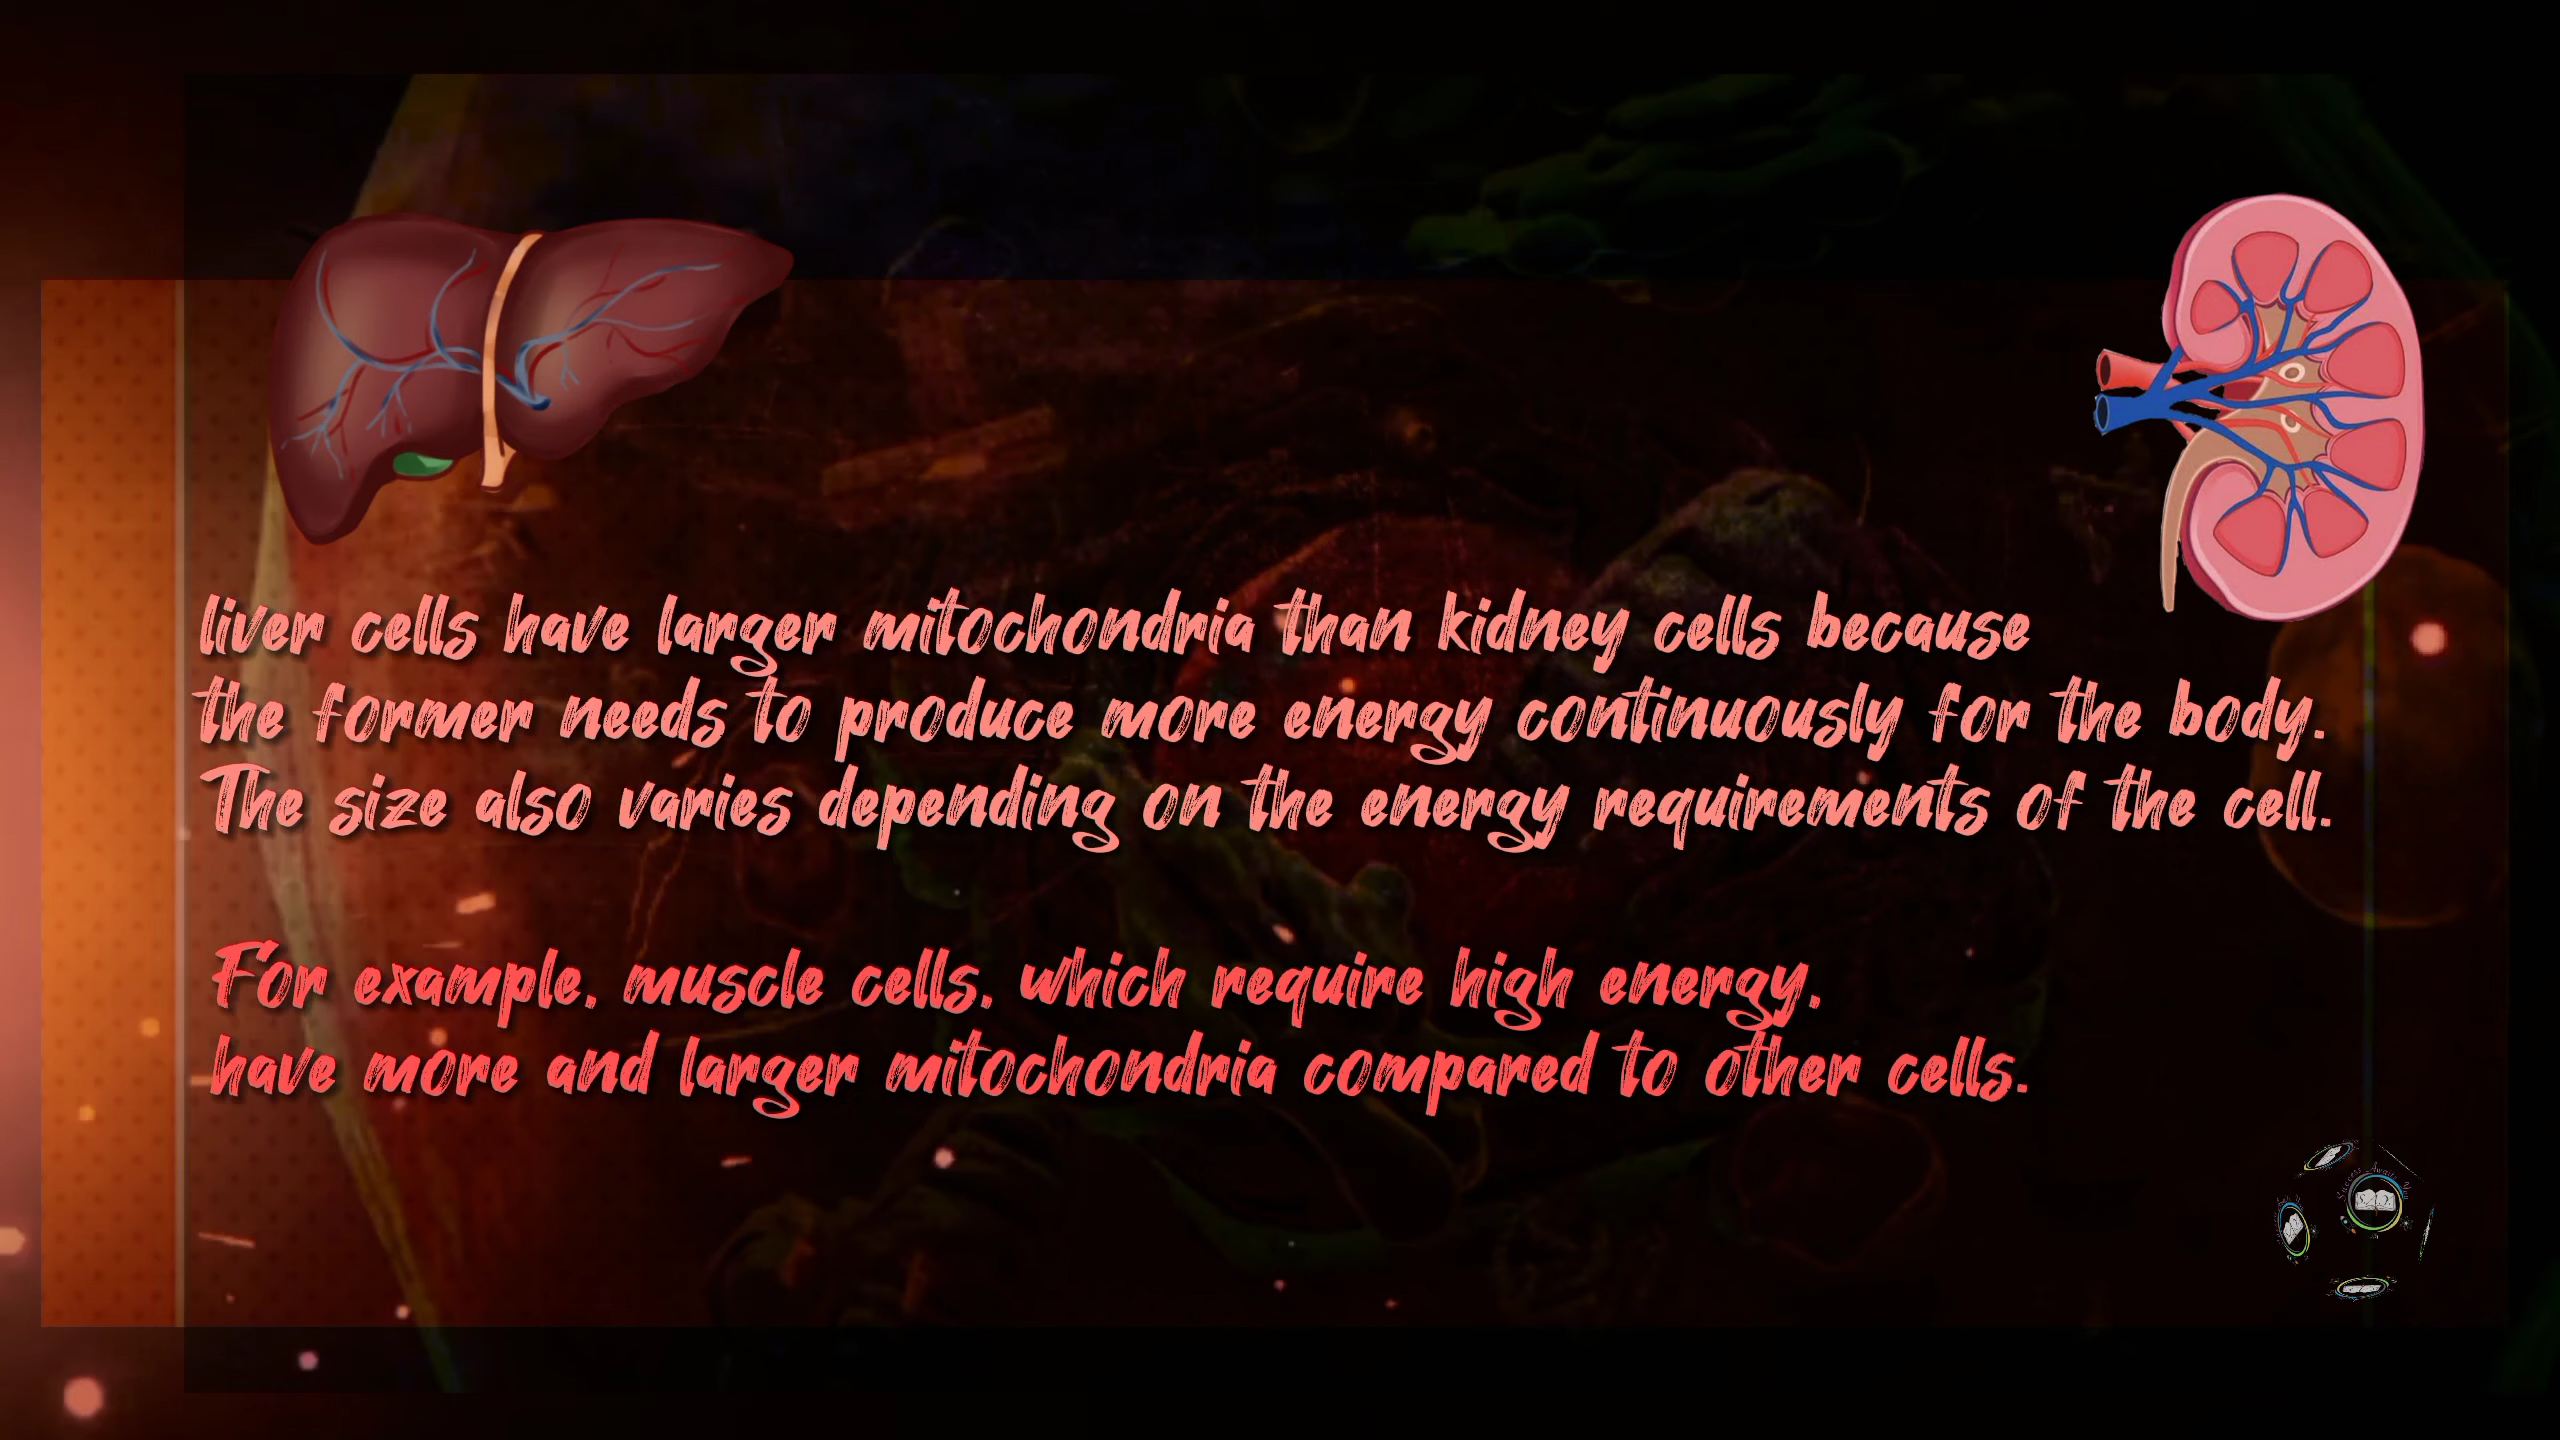 liver cells have larger mitochondria than kidney cells because
the former needs to produce more energy continuously for the body.
The size also varies depending on the energy requirements of the cell.
For example, muscle cells, which require high energy,
have more and larger mitochondria compared to other cells.